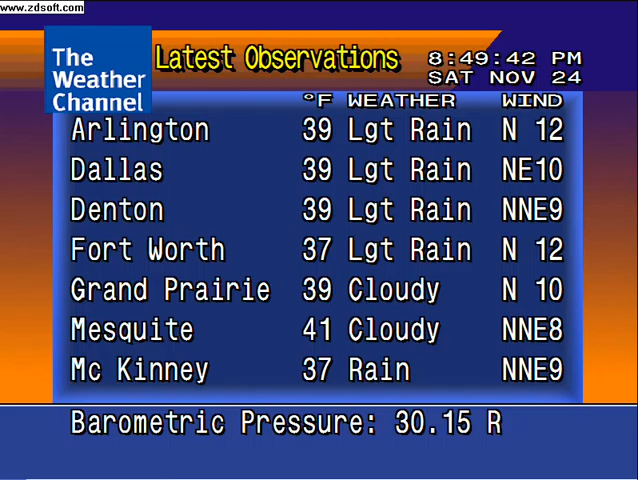 www.zdsoft.com
The Weather Channel
Latest Observations
8:49:42 PM
SAT NOV 24
°F WEATHER WIND
Arlington 39 Lgt Rain N 12
Dallas 39 Lgt Rain NE10
Denton 39 Lgt Rain NNE9
Fort Worth 37 Lgt Rain N 12
Grand Prairie 39 Cloudy N 10
Mesquite 41 Cloudy NNE8
Mc Kinney 37 Rain NNE9
Barometric Pressure: 30.15 R